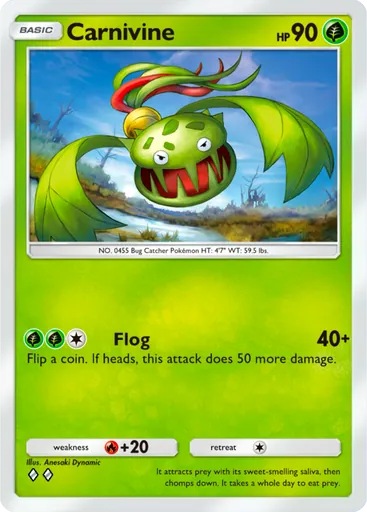 BASIC
Carnivine
HP 90
NO. 0455 Bug Catcher Pokémon HT: 4'7" WT: 59.5 lbs.
Flog 40+
Flip a coin. If heads, this attack does 50 more damage.
weakness +20 retreat
Illus. Anesaki Dynamic
It attracts prey with its sweet-smelling saliva, then
chomps down. It takes a whole day to eat prey.